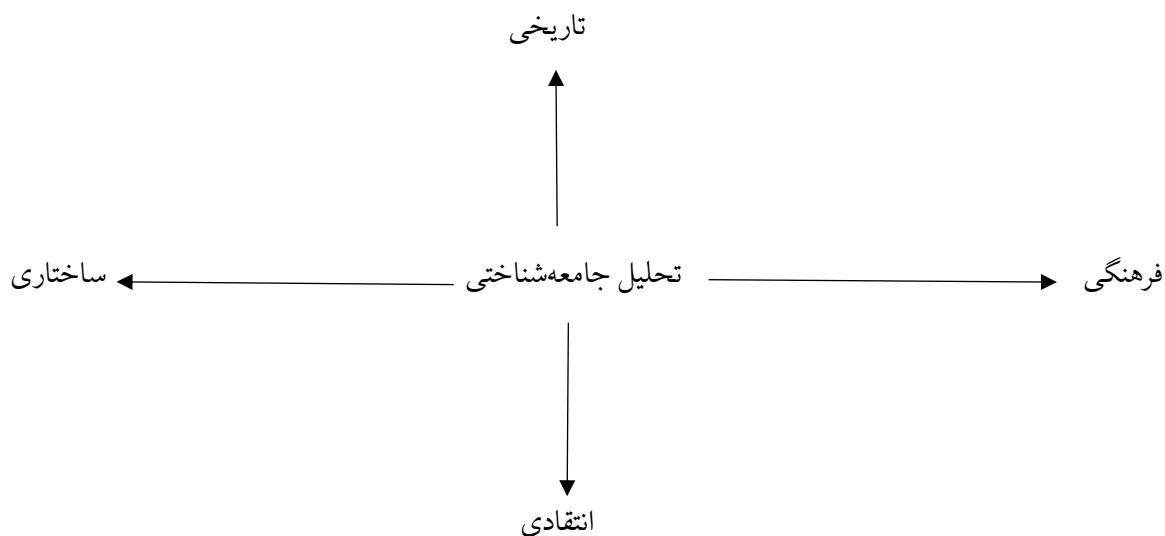 تاریخی
فرهنگی
تحلیل جامعه‌شناختی
ساختاری
انتقادی